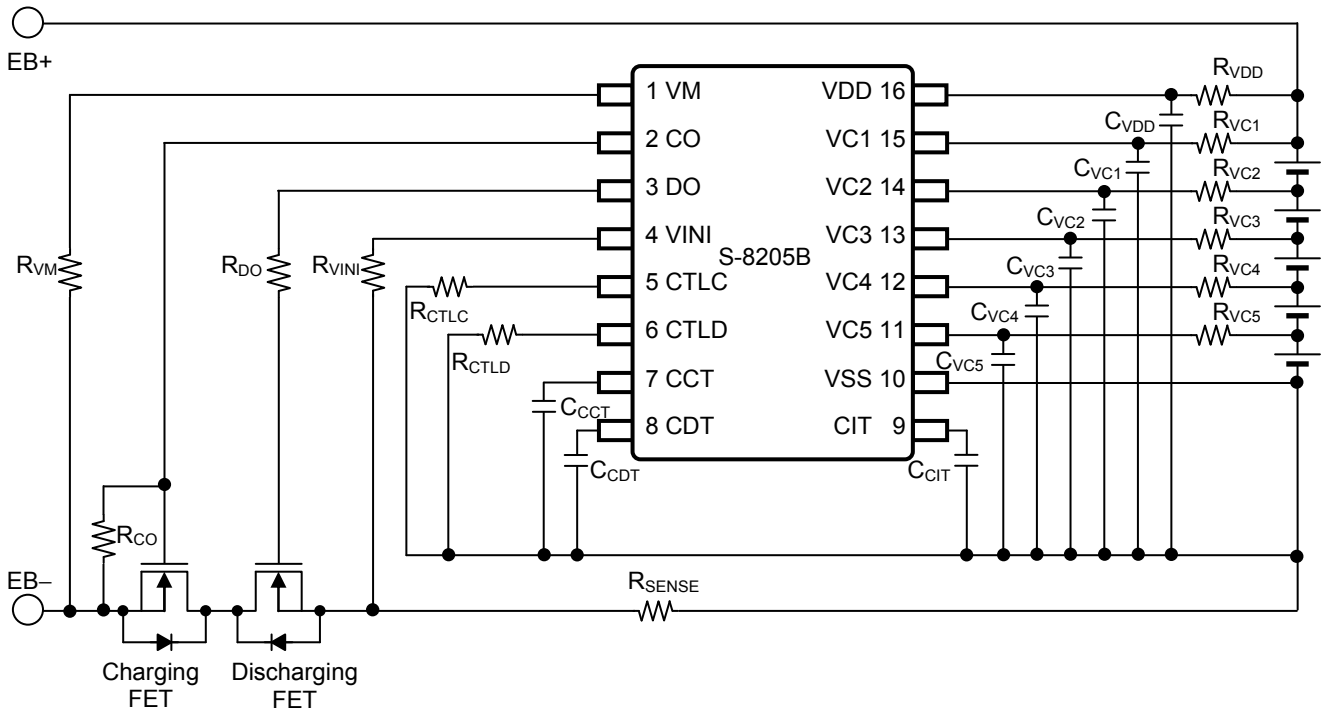 EB+
1 VM
2 CO
3 DO
4 VINI
5 CTLC
6 CTLD
7 CCT
8 CDT
S-8205B
VDD 16
VC1 15
VC2 14
VC3 13
VC4 12
VC5 11
VSS 10
CIT 9
RVDD
RVC1
RVC2
RVC3
RVC4
RVC5
CVDD
CVC1
CVC2
CVC3
CVC4
CVC5
RVM
RDO
RVINI
RCTLC
RCTLD
CCCT
CCDT
CCIT
RCO
EB–
RSENSE
Charging
FET
Discharging
FET